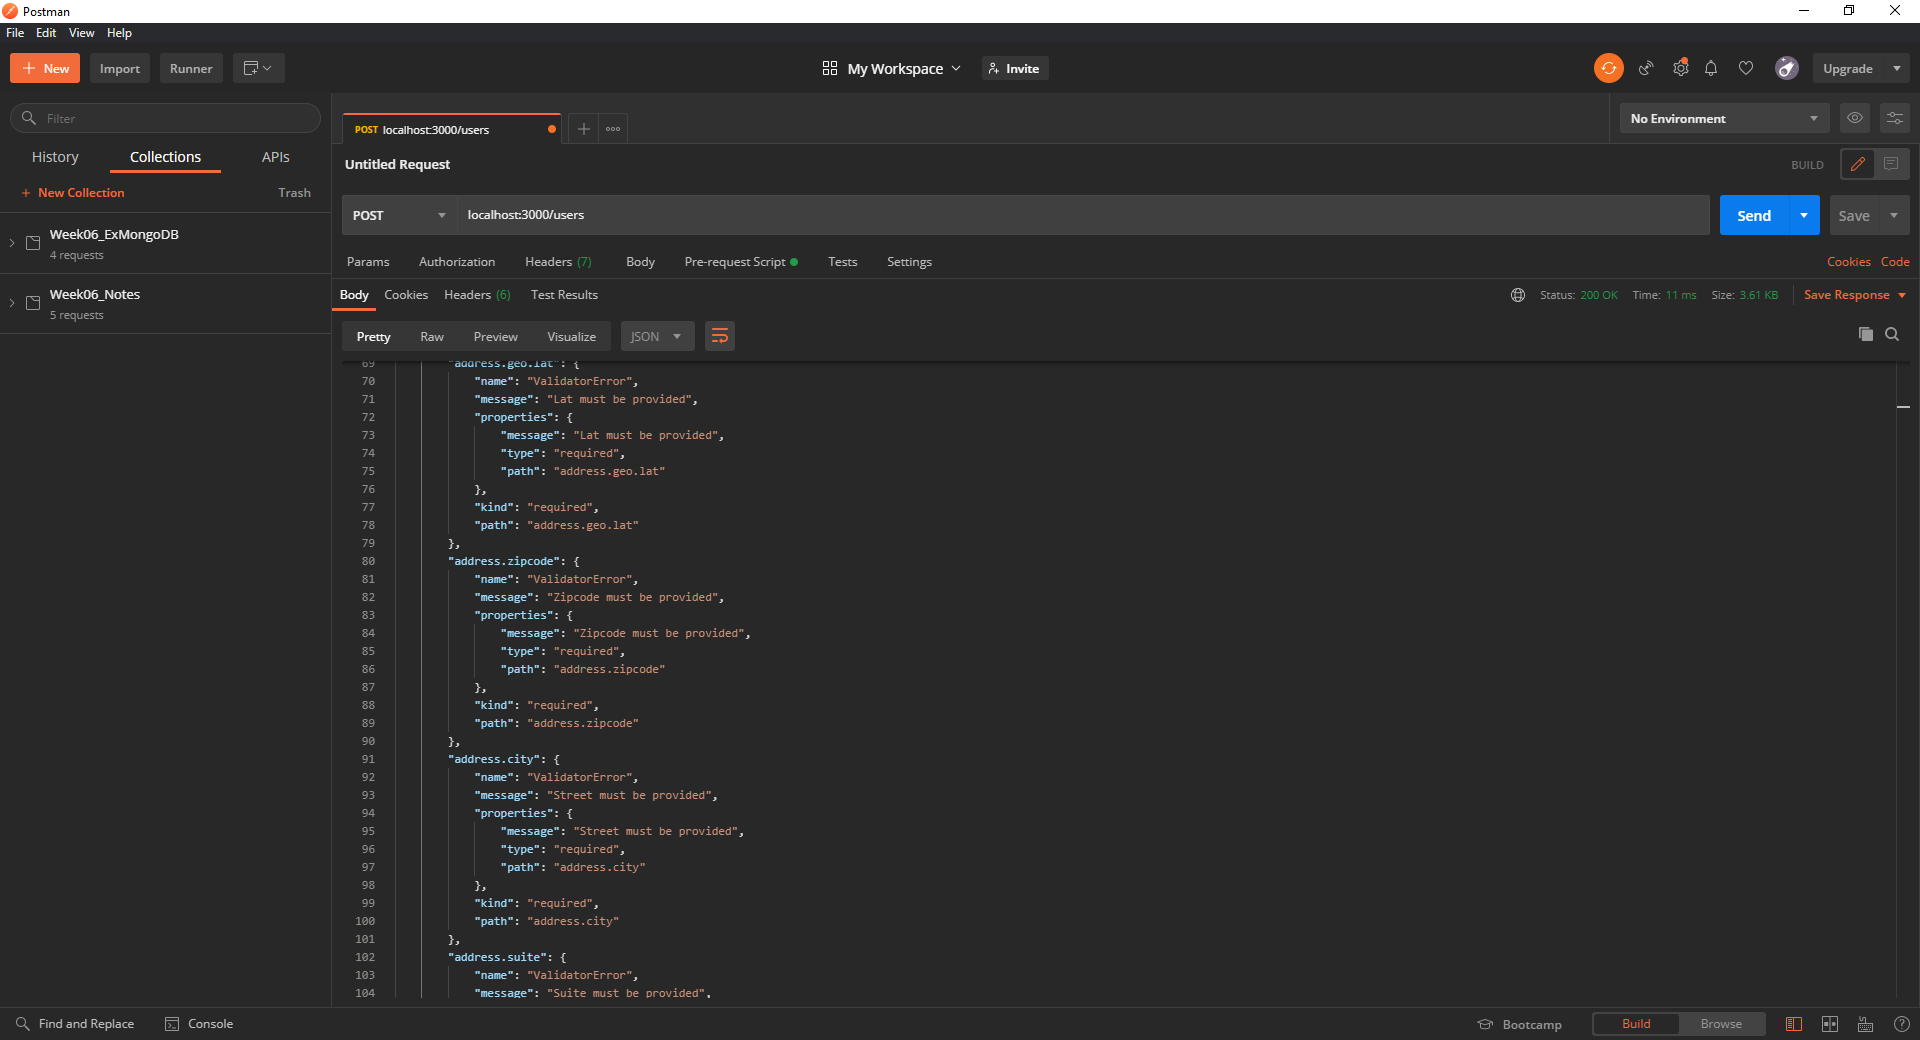 Postman
File Edit View Help
New Import Runner My Workspace Invite Upgrade
Filter
History Collections APIs
New Collection Trash
Week06_ExMongoDB
4 requests
Week06_Notes
5 requests
POST localhost:3000/users
No Environment
Untitled Request BUILD
POST localhost:3000/users Send Save
Params Authorization Headers (7) Body Pre-request Script Tests Settings Cookies Code
Body Cookies Headers (6) Test Results Status: 200 OK Time: 11 ms Size: 3.61 KB Save Response
Pretty Raw Preview Visualize JSON
69 "address.geo.lat": {
70 "name": "ValidatorError",
71 "message": "Lat must be provided",
72 "properties": {
73 "message": "Lat must be provided",
74 "type": "required",
75 "path": "address.geo.lat"
76 },
77 "kind": "required",
78 "path": "address.geo.lat"
79 },
80 "address.zipcode": {
81 "name": "ValidatorError",
82 "message": "Zipcode must be provided",
83 "properties": {
84 "message": "Zipcode must be provided",
85 "type": "required",
86 "path": "address.zipcode"
87 },
88 "kind": "required",
89 "path": "address.zipcode"
90 },
91 "address.city": {
92 "name": "ValidatorError",
93 "message": "Street must be provided",
94 "properties": {
95 "message": "Street must be provided",
96 "type": "required",
97 "path": "address.city"
98 },
99 "kind": "required",
100 "path": "address.city"
101 },
102 "address.suite": {
103 "name": "ValidatorError",
104 "message": "Suite must be provided",
Find and Replace Console Bootcamp Build Browse